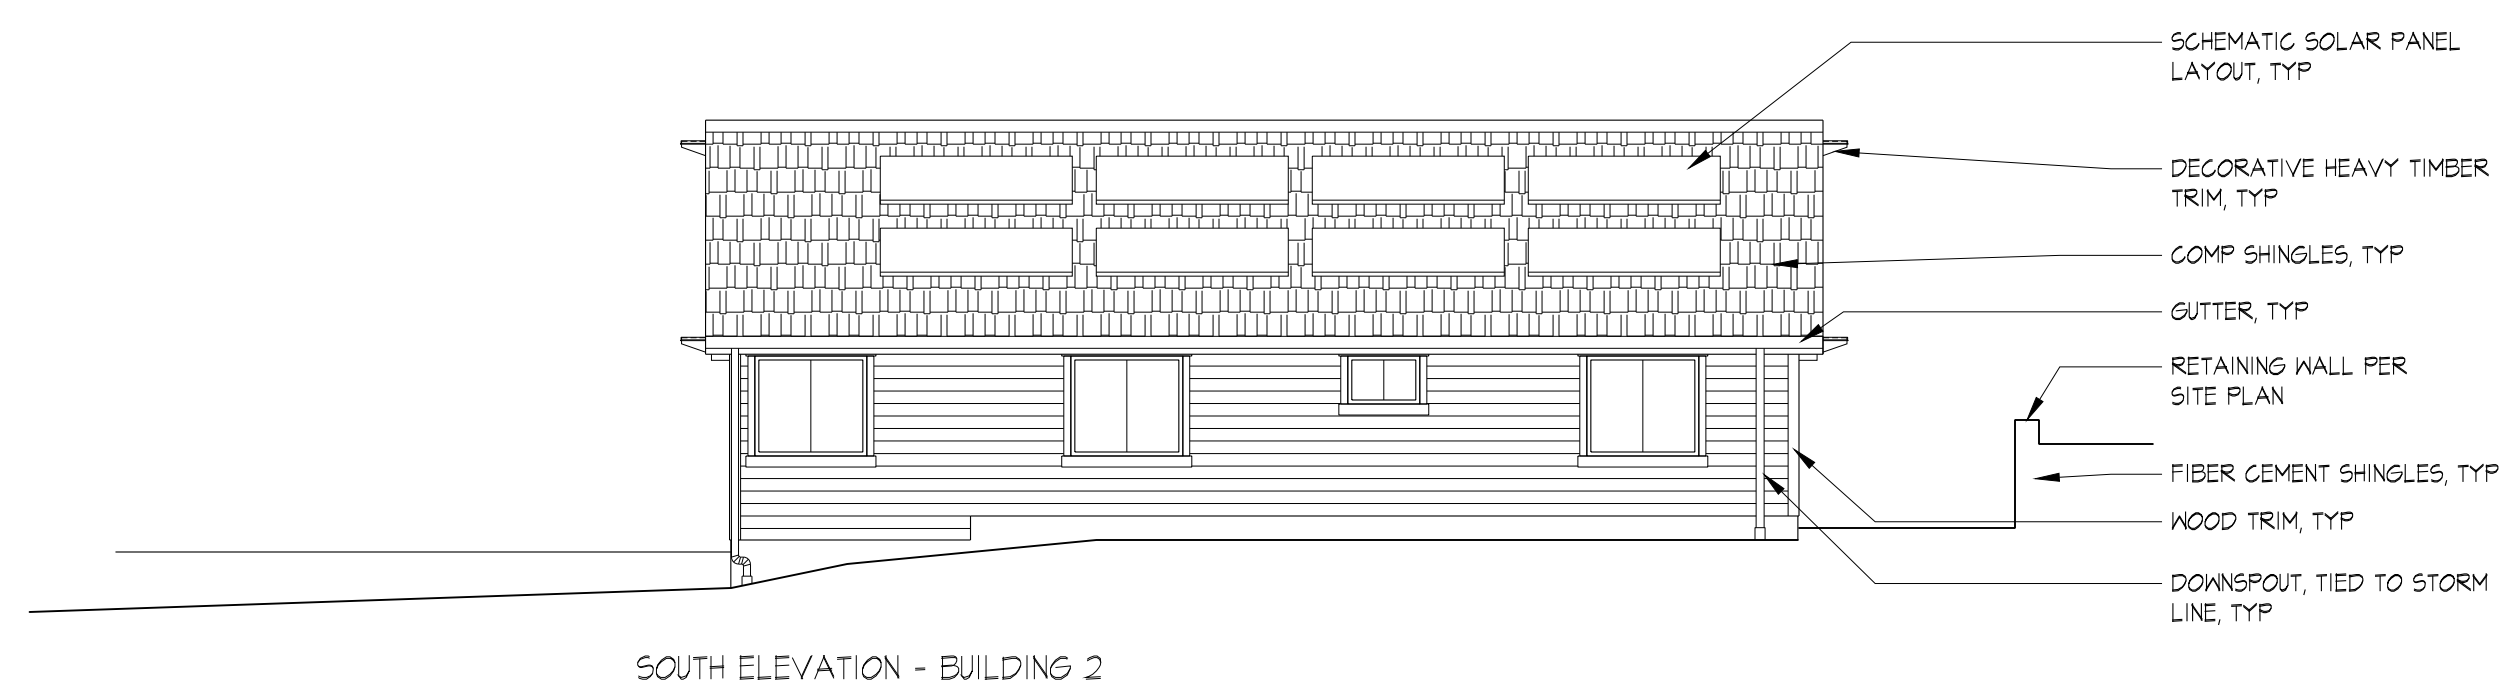 SCHEMATIC SOLAR PANEL
LAYOUT, TYP
DECORATIVE HEAVY TIMBER
TRIM, TYP
COMP SHINGLES, TYP
GUTTER, TYP
RETAINING WALL PER
SITE PLAN
FIBER CEMENT SHINGLES, TYP
WOOD TRIM, TYP
DOWNSPOUT, TIED TO STORM
LINE, TYP
SOUTH ELEVATION - BUILDING 2